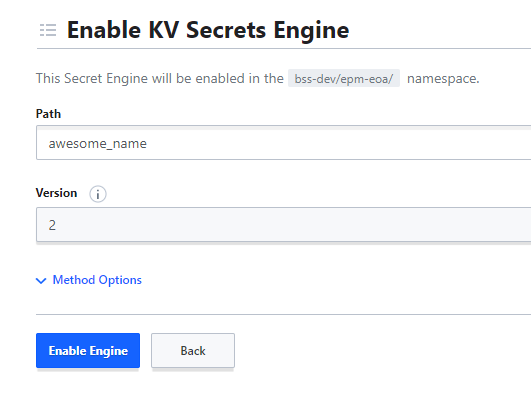 Enable KV Secrets Engine
This Secret Engine will be enabled in the bss-dev/epm-eoa/ namespace.
Path
awesome_name
Version
2
Method Options
Enable Engine Back